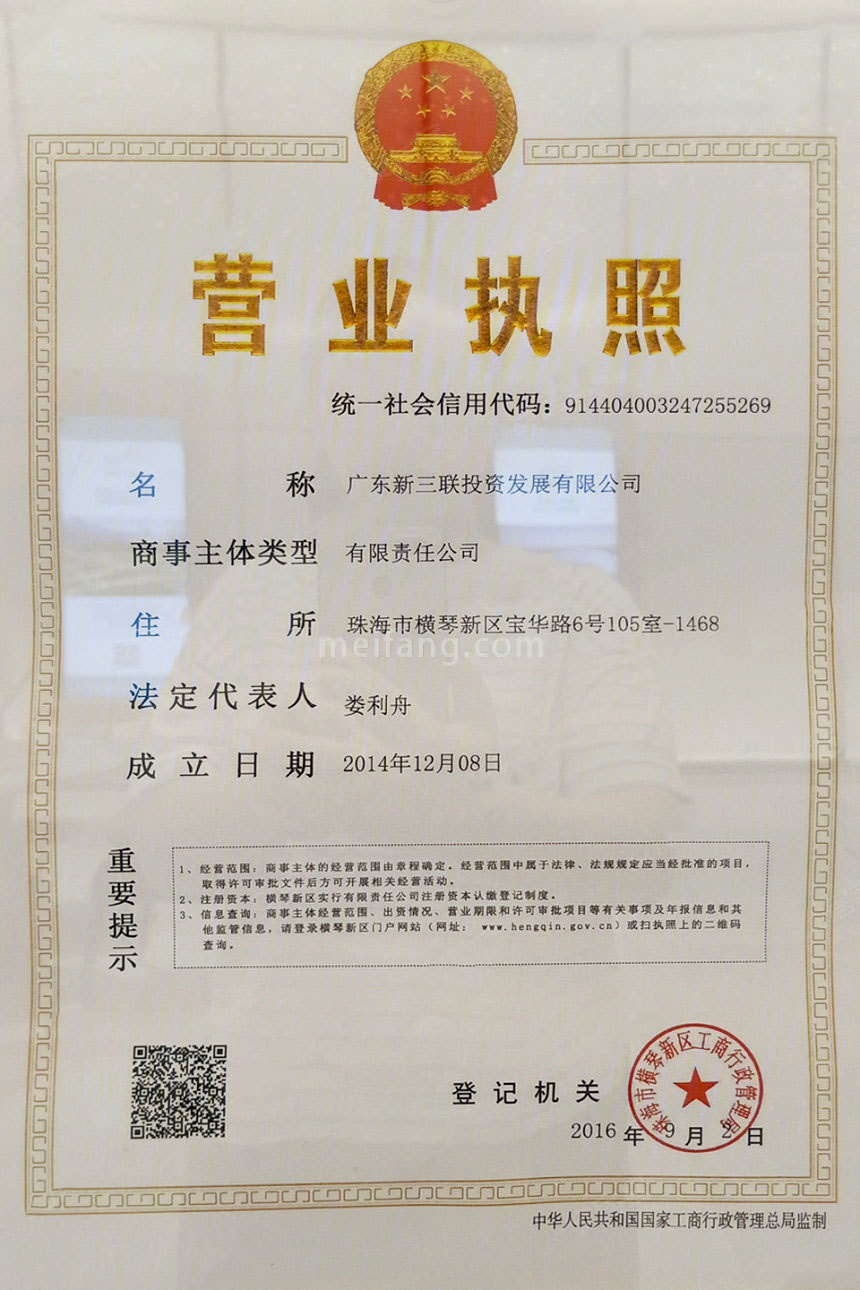 营业执照
统一社会信用代码：914404003247255269
名称 广东新三联投资发展有限公司
商事主体类型 有限责任公司
住所 珠海市横琴新区宝华路6号105室-1468
meifang.com
法定代表人 娄利舟
成立日期 2014年12月08日
重要提示
1、经营范围：商事主体的经营范围由章程确定。经营范围中属于法律、法规规定应当经批准的项目，
取得许可审批文件后方可开展相关经营活动。
2、注册资本：横琴新区实行有限责任公司注册资本认缴登记制度。
3、信息查询：商事主体经营范围、出资情况、营业期限和许可审批项目等有关事项及年报信息和其
他监管信息，请登录横琴新区门户网站（网址： www.hengqin.gov.cn）或扫执照上的二维码
查询。
珠海市横琴新区工商行政管理局
登记机关
2016年9月2日
中华人民共和国国家工商行政管理总局监制